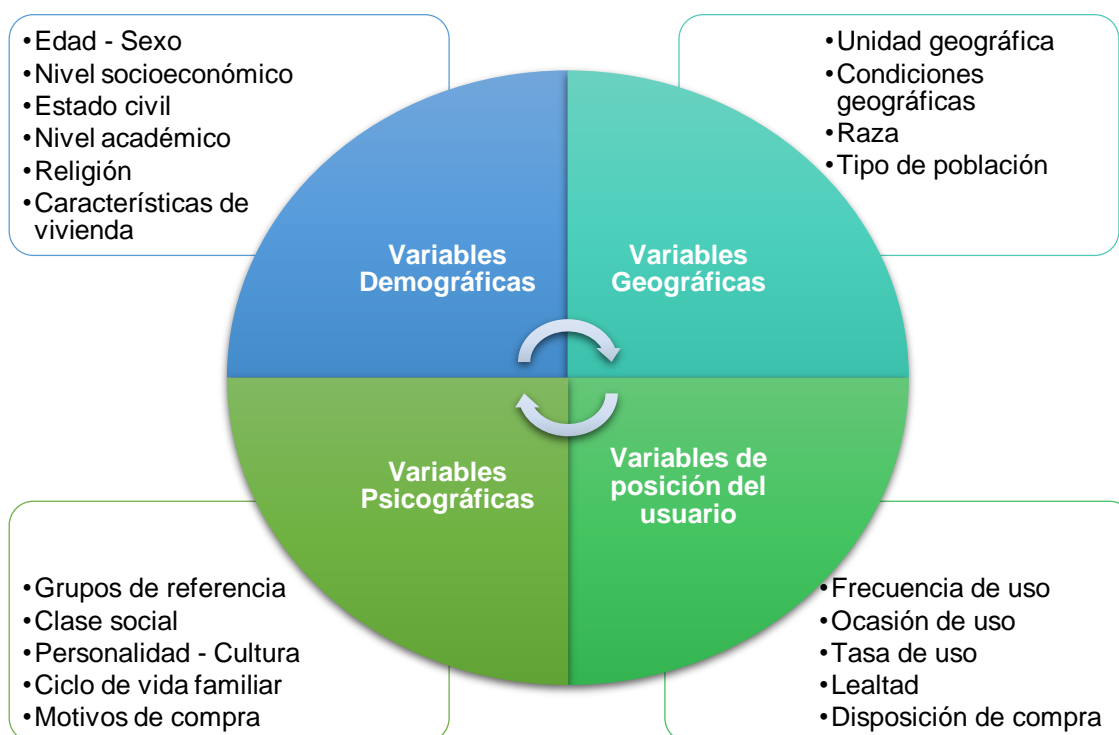 •Edad - Sexo
•Nivel socioeconómico
•Estado civil
•Nivel académico
•Religión
•Características de
vivienda
•Unidad geográfica
•Condiciones
geográficas
•Raza
•Tipo de población
Variables
Demográficas
Variables
Geográficas
Variables
Psicográficas
Variables de
posición del
usuario
•Grupos de referencia
•Clase social
•Personalidad - Cultura
•Ciclo de vida familiar
•Motivos de compra
•Frecuencia de uso
•Ocasión de uso
•Tasa de uso
•Lealtad
•Disposición de compra